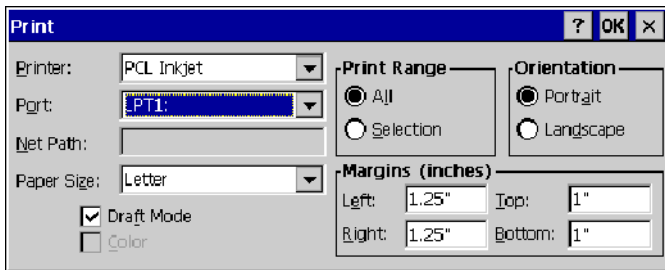 Print ? OK ×
Printer: PCL Inkjet
Port: LPT1:
Net Path:
Paper Size: Letter
Draft Mode
Color
Print Range
All
Selection
Orientation
Portrait
Landscape
Margins (inches)
Left: 1.25" Top: 1"
Right: 1.25" Bottom: 1"